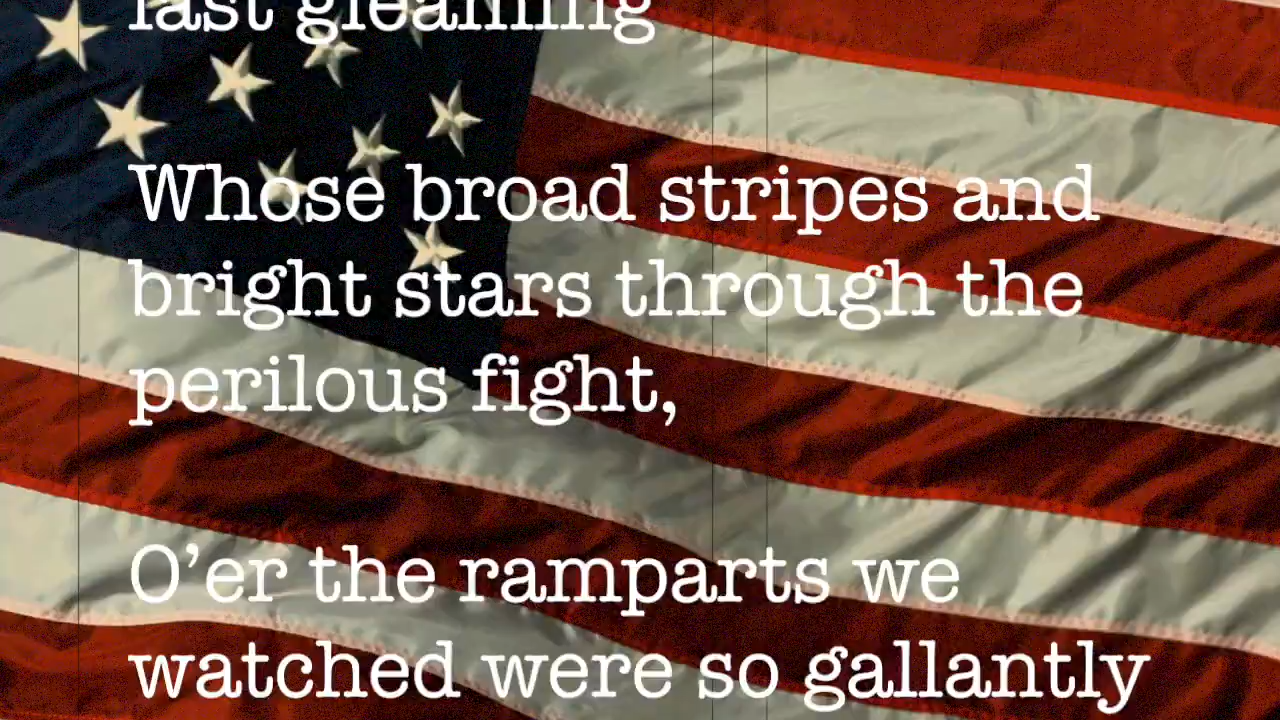 last gleaming
Whose broad stripes and
bright stars through the
perilous fight,
O’er the ramparts we
watched were so gallantly